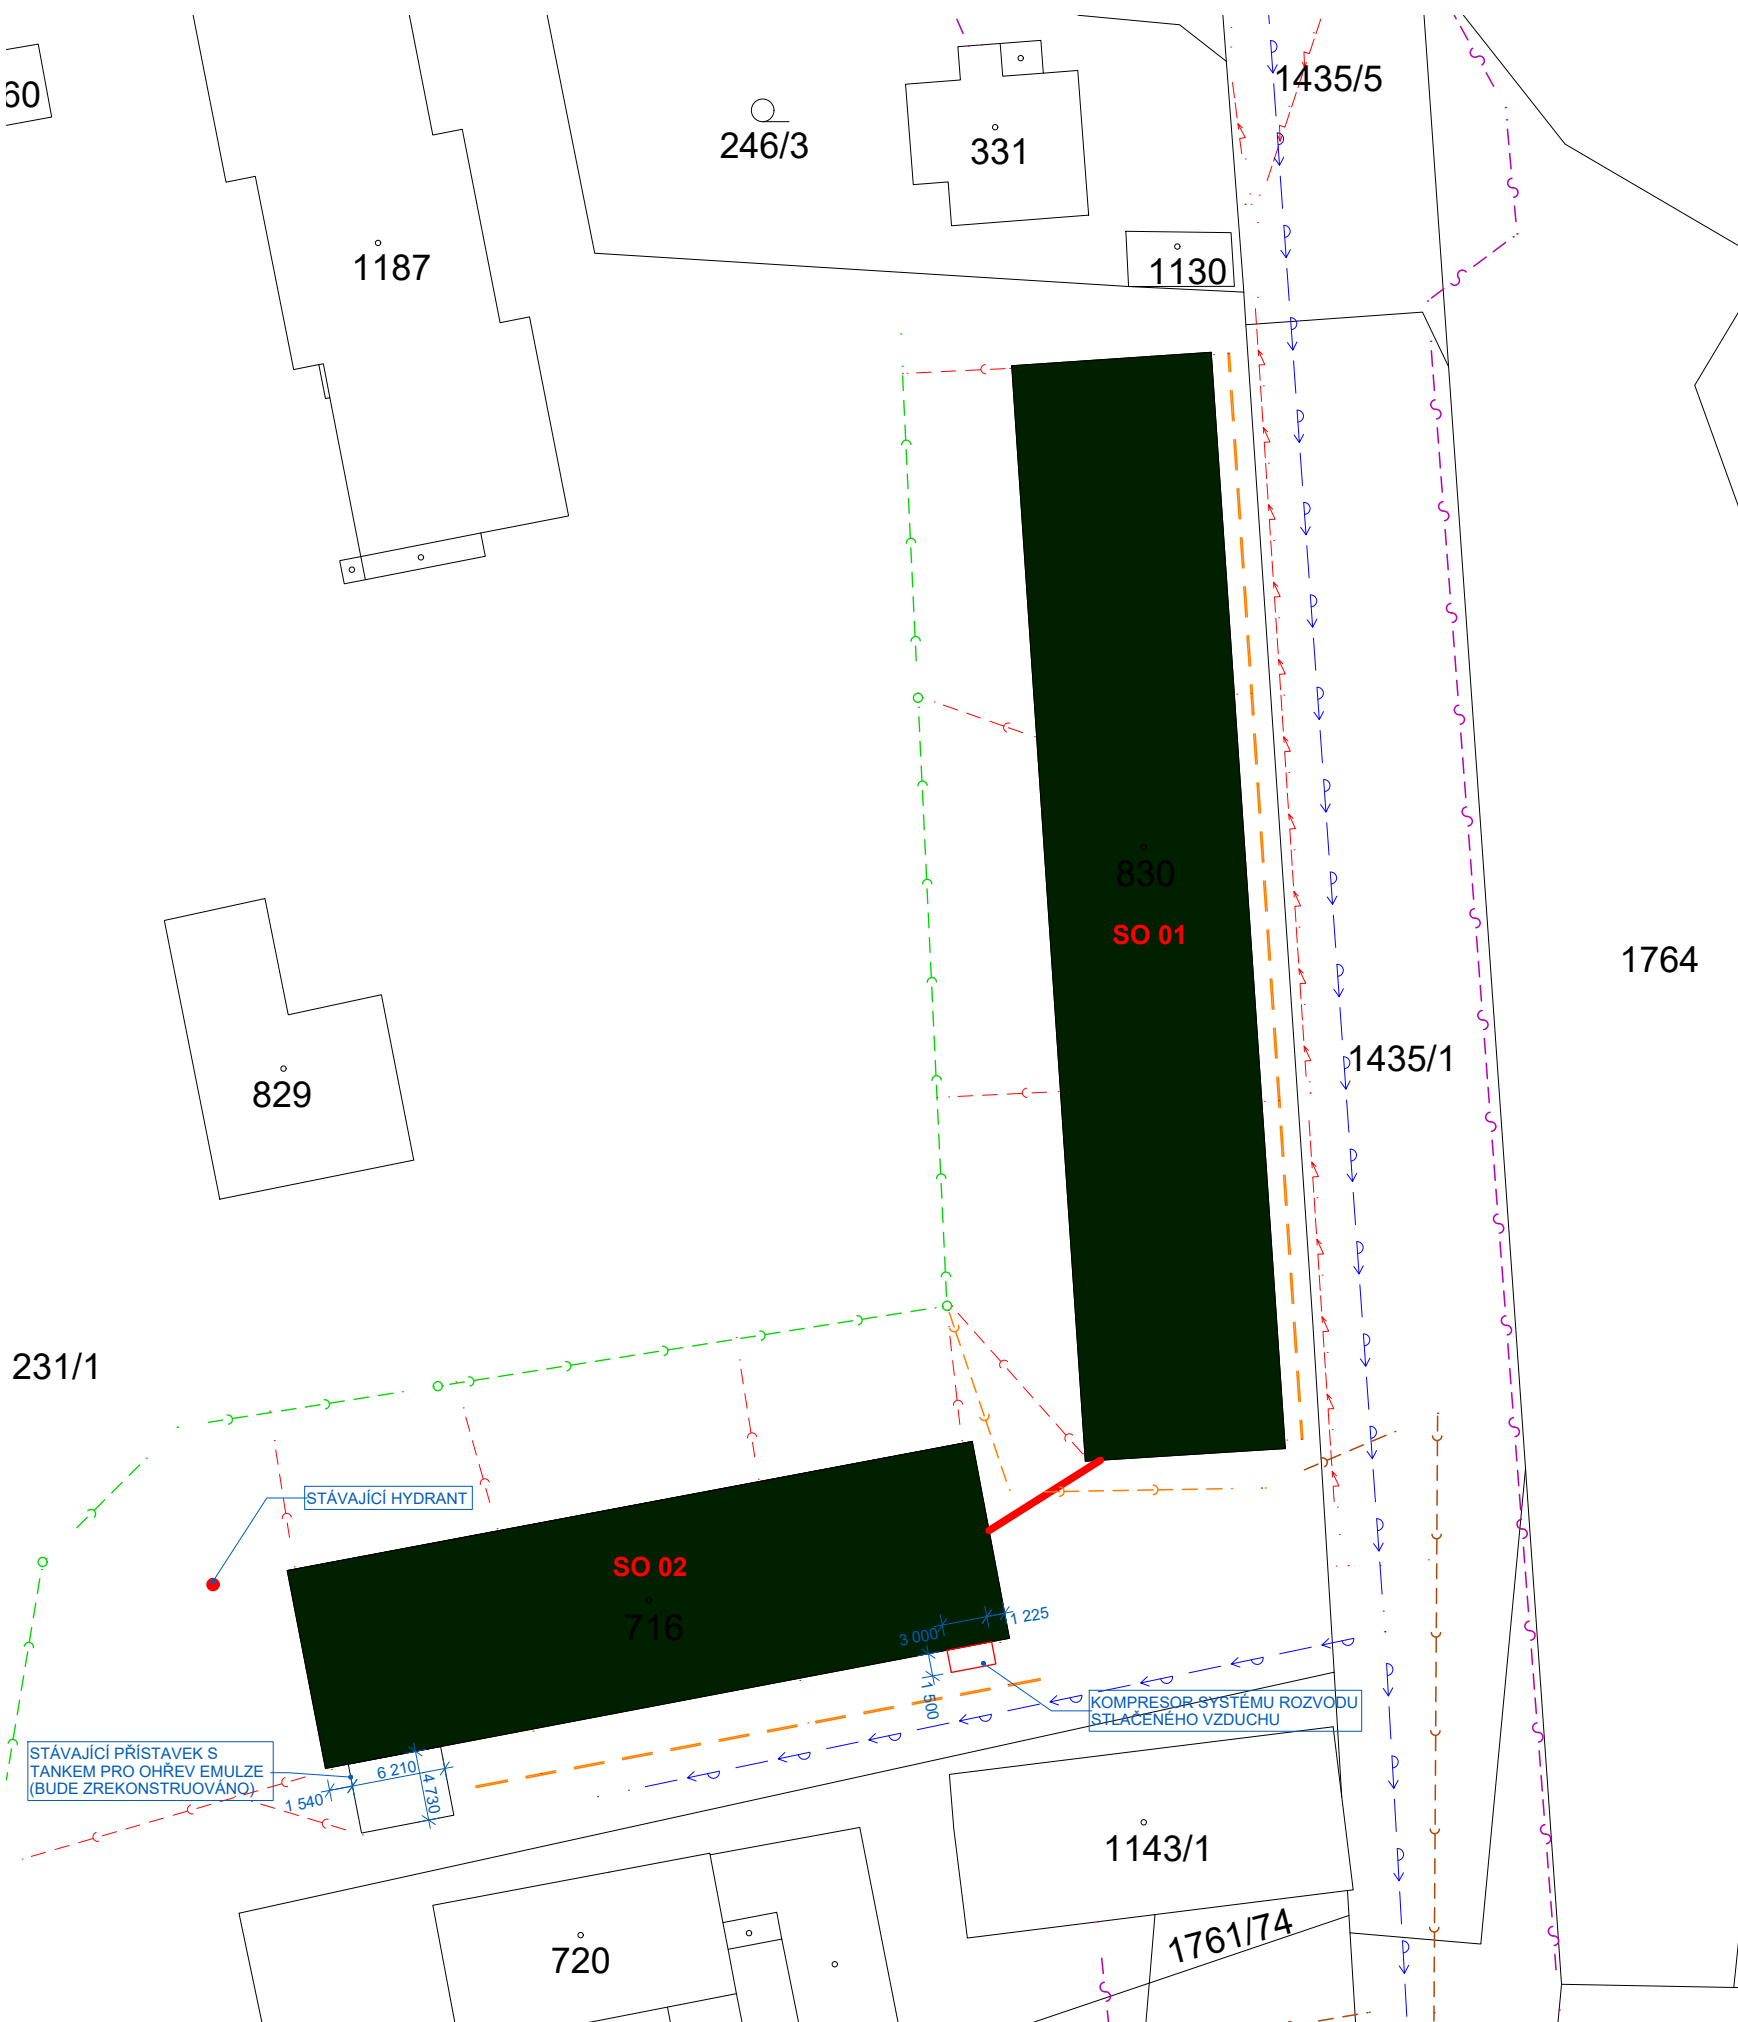 1435/5
60
246/3
331
1187
1130
830
SO 01
1764
1435/1
829
231/1
STÁVAJÍCÍ HYDRANT
SO 02
716
3 000
1 225
1 500
KOMPRESOR SYSTÉMU ROZVODU
STLAČENÉHO VZDUCHU
STÁVAJÍCÍ PŘÍSTAVEK S
TANKEM PRO OHŘEV EMULZE
(BUDE ZREKONSTRUOVÁNO)
6 210
4 730
1 540
1143/1
1761/74
720